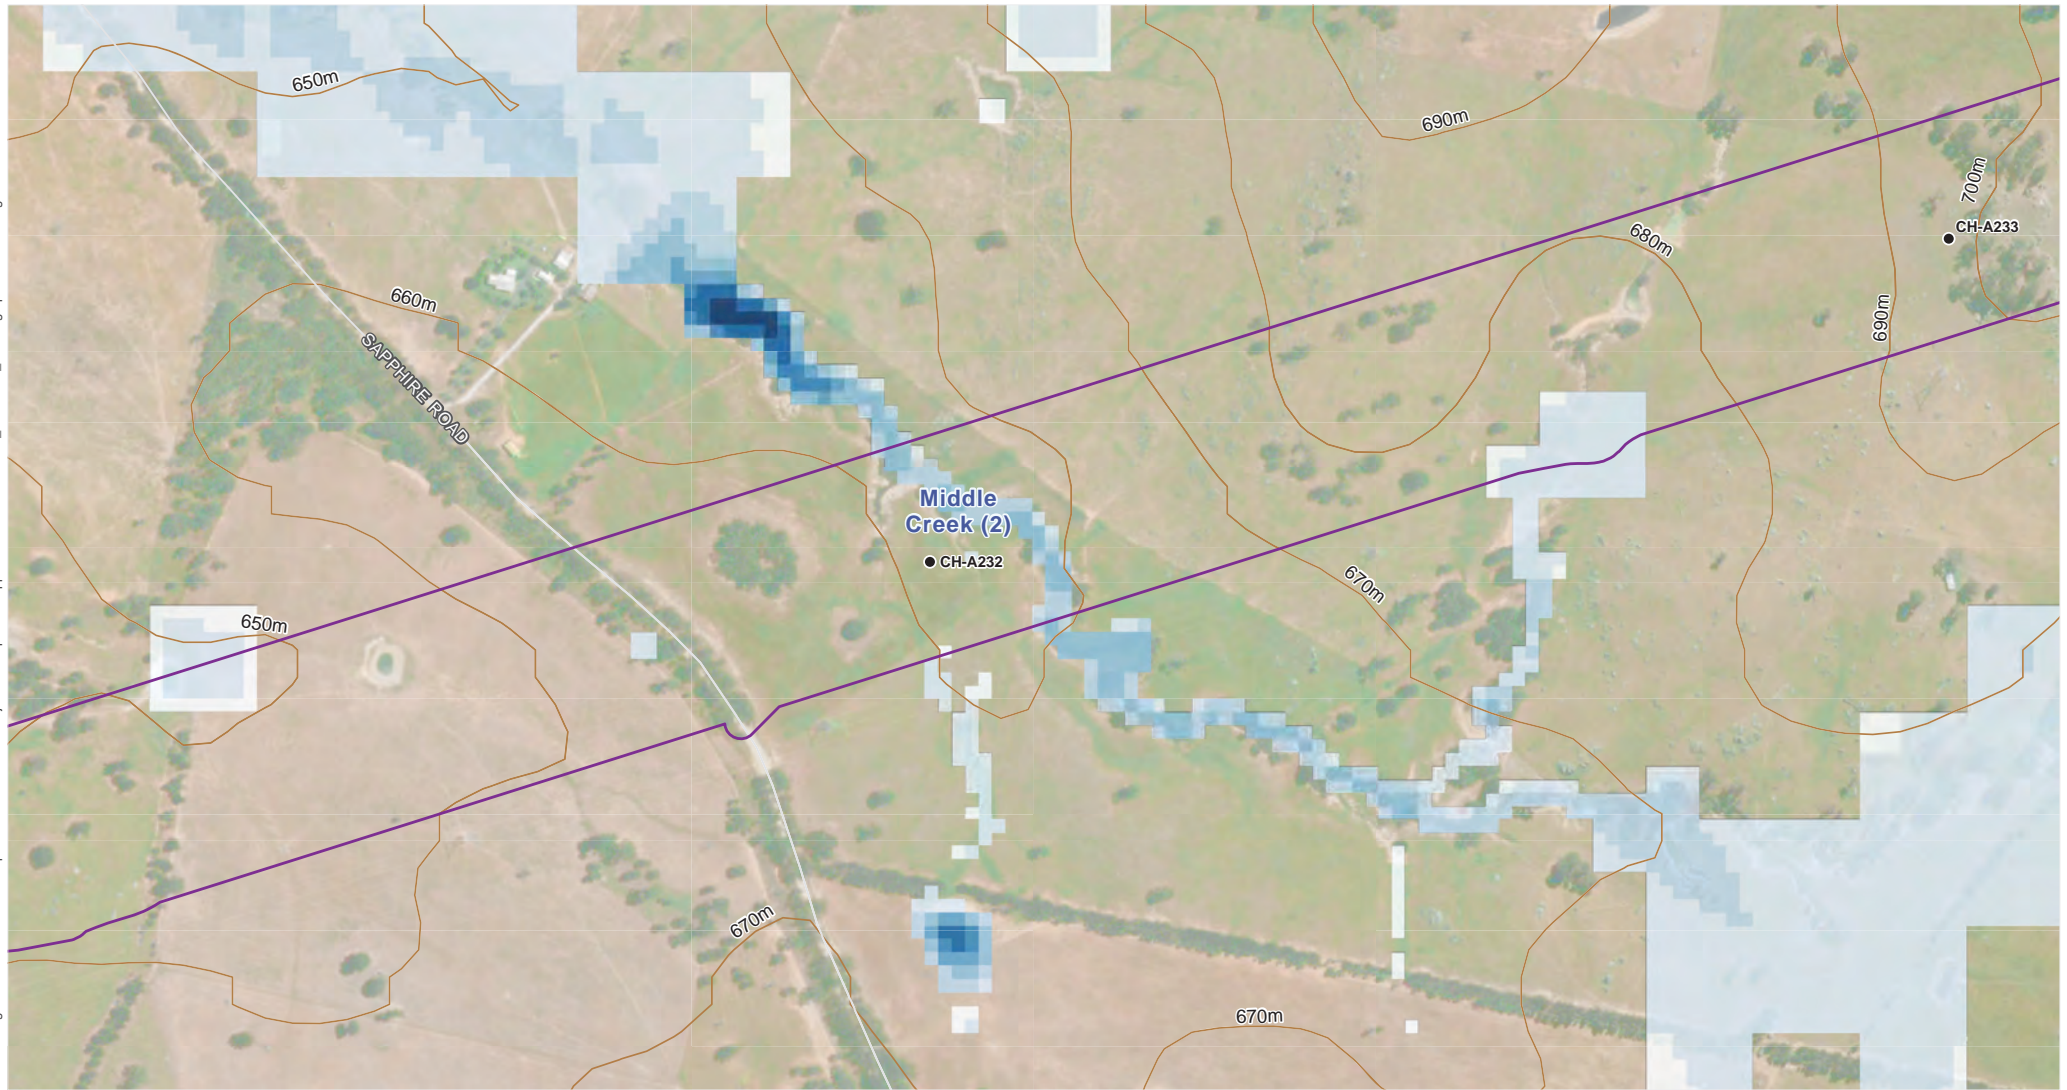 650m
690m
700m
CH-A233
680m
660m
690m
SAPPHIRE ROAD
Middle
Creek (2)
CH-A232
670m
650m
670m
670m